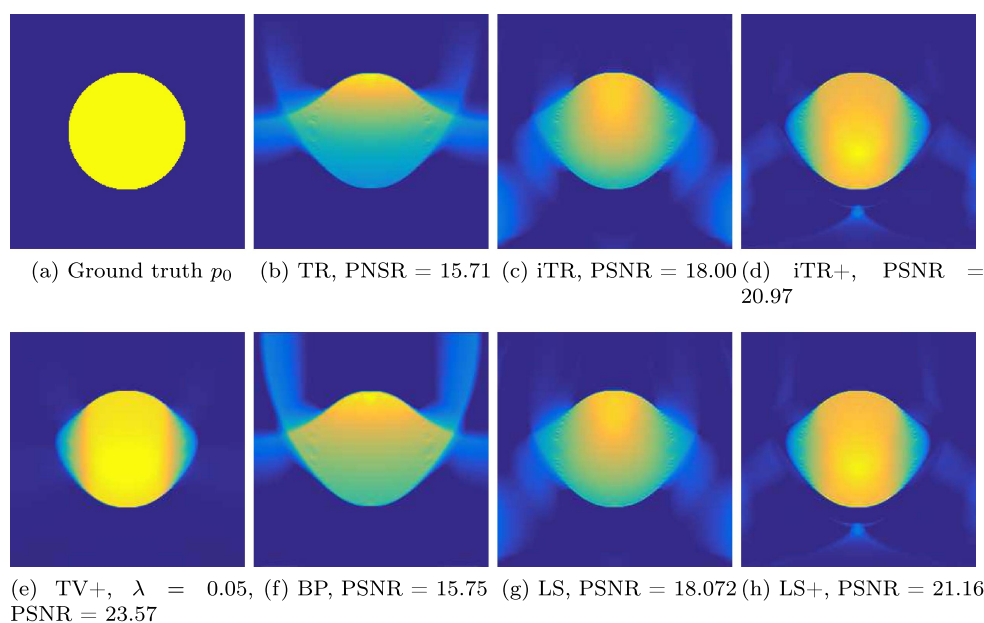 (a) Ground truth p0
(b) TR, PNSR = 15.71
(c) iTR, PSNR = 18.00
(d) iTR+, PSNR =
20.97
(e) TV+, λ = 0.05,
PSNR = 23.57
(f) BP, PSNR = 15.75
(g) LS, PSNR = 18.072
(h) LS+, PSNR = 21.16